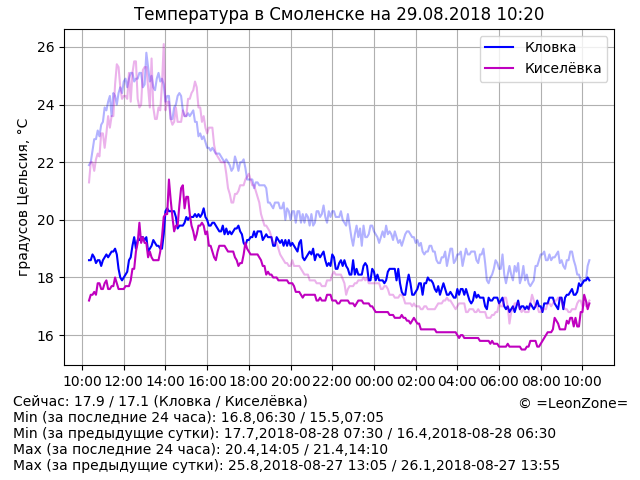 Температура в Смоленске на 29.08.2018 10:20
градусов Цельсия, °C
26
24
22
20
18
16
Кловка
Киселёвка
10:00 12:00 14:00 16:00 18:00 20:00 22:00 00:00 02:00 04:00 06:00 08:00 10:00
Сейчас: 17.9 / 17.1 (Кловка / Киселёвка)
© =LeonZone=
Min (за последние 24 часа): 16.8,06:30 / 15.5,07:05
Min (за предыдущие сутки): 17.7,2018-08-28 07:30 / 16.4,2018-08-28 06:30
Max (за последние 24 часа): 20.4,14:05 / 21.4,14:10
Max (за предыдущие сутки): 25.8,2018-08-27 13:05 / 26.1,2018-08-27 13:55